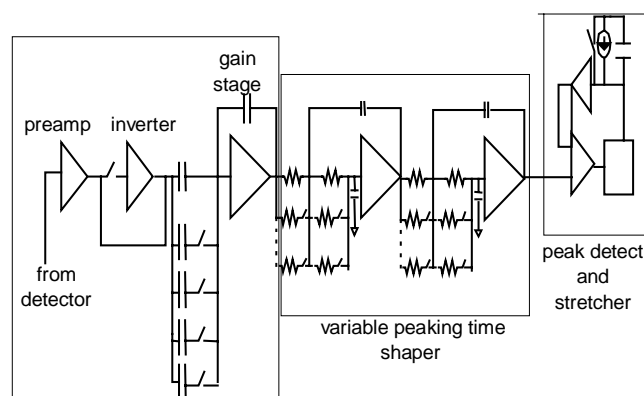 gain
stage
preamp
inverter
from
detector
variable peaking time
shaper
peak detect
and
stretcher